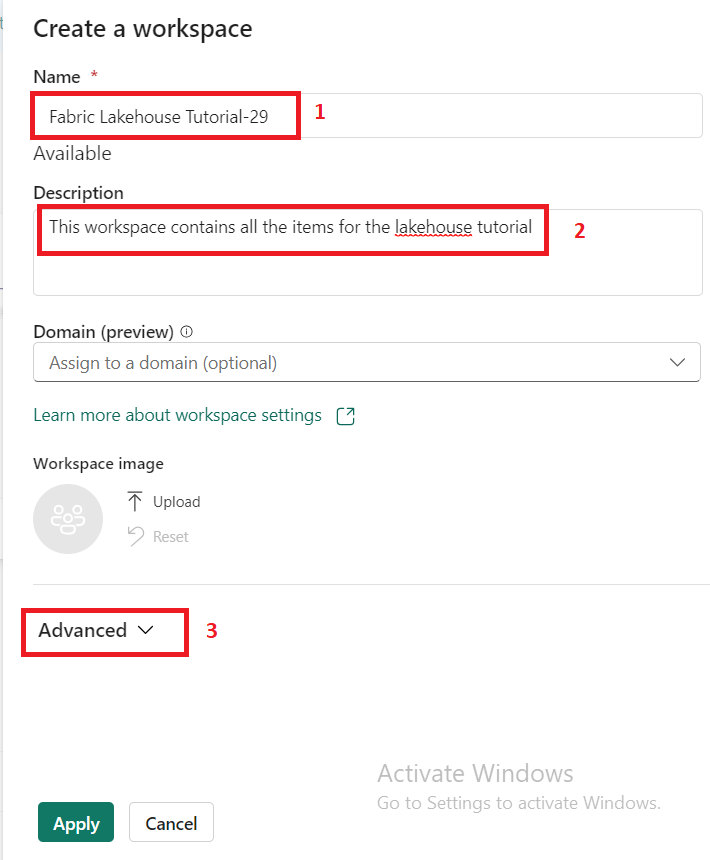 Create a workspace
Name *
Fabric Lakehouse Tutorial-29
1
Available
Description
This workspace contains all the items for the lakehouse tutorial
2
Domain (preview)
Assign to a domain (optional)
Learn more about workspace settings
Workspace image
Upload
Reset
Advanced
3
Activate Windows
Go to Settings to activate Windows.
Apply
Cancel